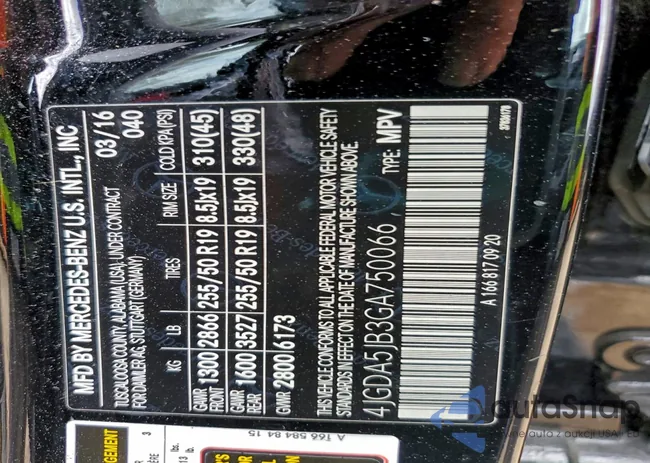 MFD BY MERCEDES-BENZ U.S. INTL., INC
TUSCALOOSA COUNTY, ALABAMA (USA) UNDER CONTRACT 03/16
FOR DAIMLER AG STUTTGART (GERMANY) 040
KG LB TIRES RIM SIZE COLD KPA(PSI)
1300 2866 255/50 R19 8.5Jx19 310(45)
FRONT
1600 3527 255/50 R19 8.5Jx19 330(48)
REAR
GMR 2800 6173
THIS VEHICLE CONFORMS TO ALL APPLICABLE FEDERAL MOTOR VEHICLE SAFETY
STANDARDS IN EFFECT ON THE DATE OF MANUFACTURE SHOWN ABOVE.
4JGDA5JB3GA750066 TYPE: MPV
A 166 817 09 20
A 166 584 84 15
autoSnap